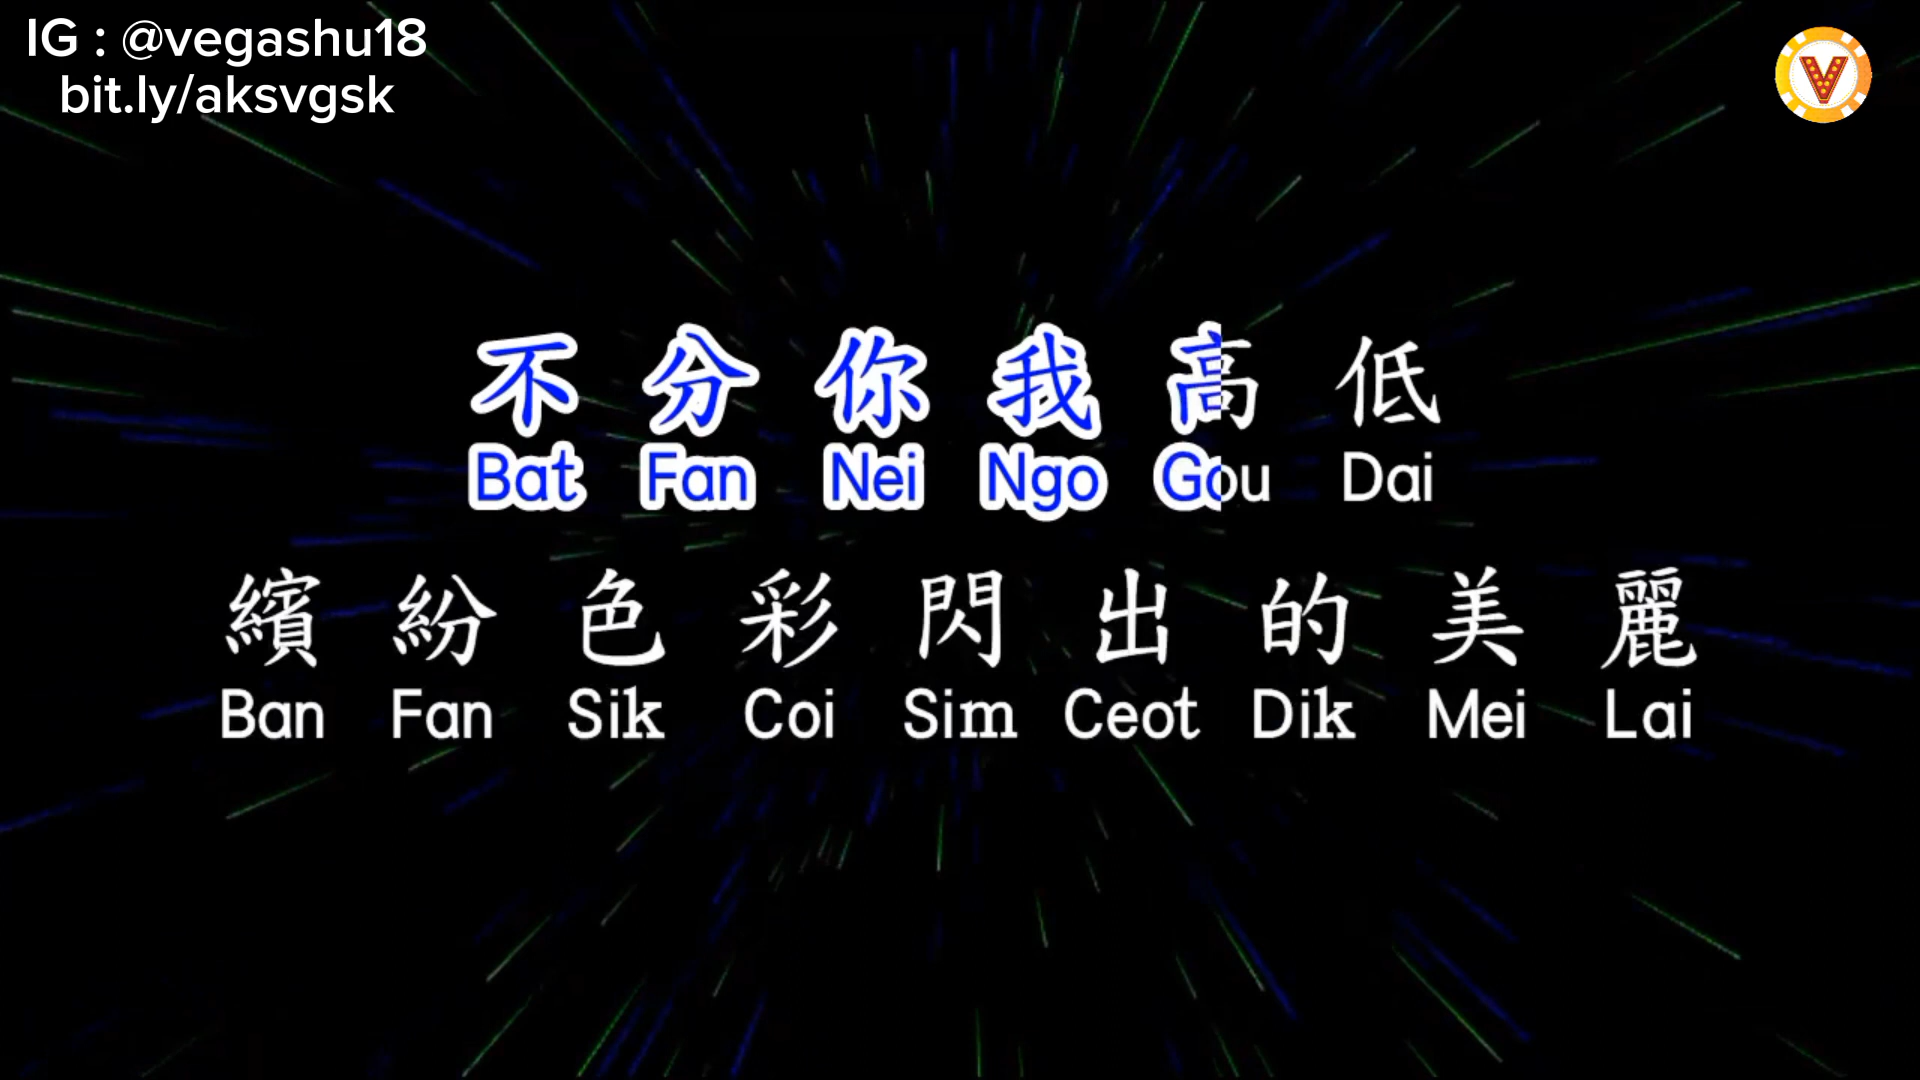 IG : @vegashu18
bit.ly/aksvgsk
V
不 分 你 我 高 低
Bat Fan Nei Ngo Gou Dai
繽 紛 色 彩 閃 出 的 美 麗
Ban Fan Sik Coi Sim Ceot Dik Mei Lai